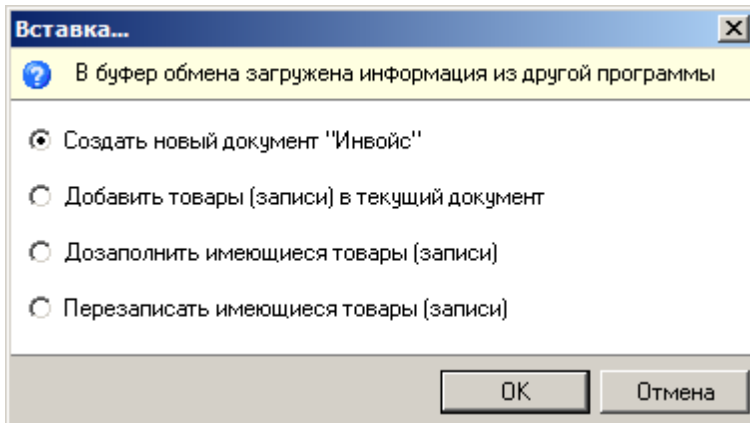 Вставка...
В буфер обмена загружена информация из другой программы
Создать новый документ "Инвойс"
Добавить товары (записи) в текущий документ
Дозаполнить имеющиеся товары (записи)
Перезаписать имеющиеся товары (записи)
ОК Отмена